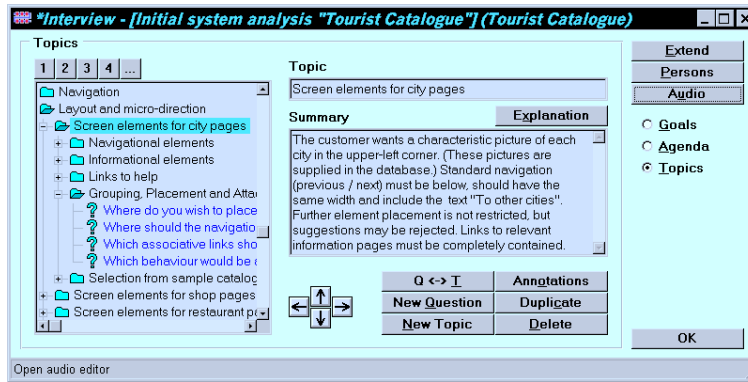 *Interview - [Initial system analysis "Tourist Catalogue"] (Tourist Catalogue)
Topics
1 2 3 4 ...
Navigation
Layout and micro-direction
Screen elements for city pages
Navigational elements
Informational elements
Links to help
Grouping, Placement and Atta
Where do you wish to place
Where should the navigatio
Which associative links sho
Which behaviour would be a
Selection from sample catalog
Screen elements for shop pages
Screen elements for restaurant pa
Topic
Screen elements for city pages
Summary
Explanation
The customer wants a characteristic picture of each
city in the upper-left corner. (These pictures are
supplied in the database.) Standard navigation
(previous / next) must be below, should have the
same width and include the text "To other cities".
Further element placement is not restricted, but
suggestions may be rejected. Links to relevant
information pages must be completely contained.
Q <-> T Annotations
New Question Duplicate
New Topic Delete
Extend
Persons
Audio
Goals
Agenda
Topics
OK
Open audio editor